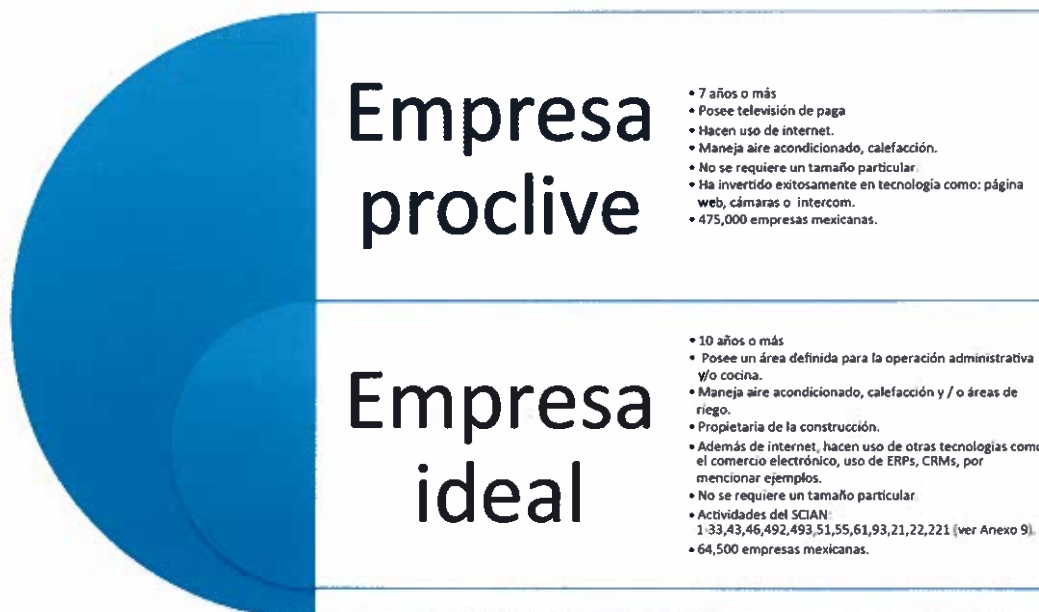 Empresa
proclive
• 7 años o más
• Posee televisión de paga
• Hacen uso de internet.
• Maneja aire acondicionado, calefacción.
• No se requiere un tamaño particular.
• Ha invertido exitosamente en tecnología como: página
web, cámaras o intercom.
• 475,000 empresas mexicanas.
Empresa
ideal
• 10 años o más
• Posee un área definida para la operación administrativa
y/o cocina.
• Maneja aire acondicionado, calefacción y / o áreas de
riego.
• Propietaria de la construcción.
• Además de internet, hacen uso de otras tecnologías como
el comercio electrónico, uso de ERPs, CRMs, por
mencionar ejemplos.
• No se requiere un tamaño particular.
• Actividades del SCIAN:
1-33,43,46,492,493,51,55,61,93,21,22,221 (ver Anexo 9).
• 64,500 empresas mexicanas.